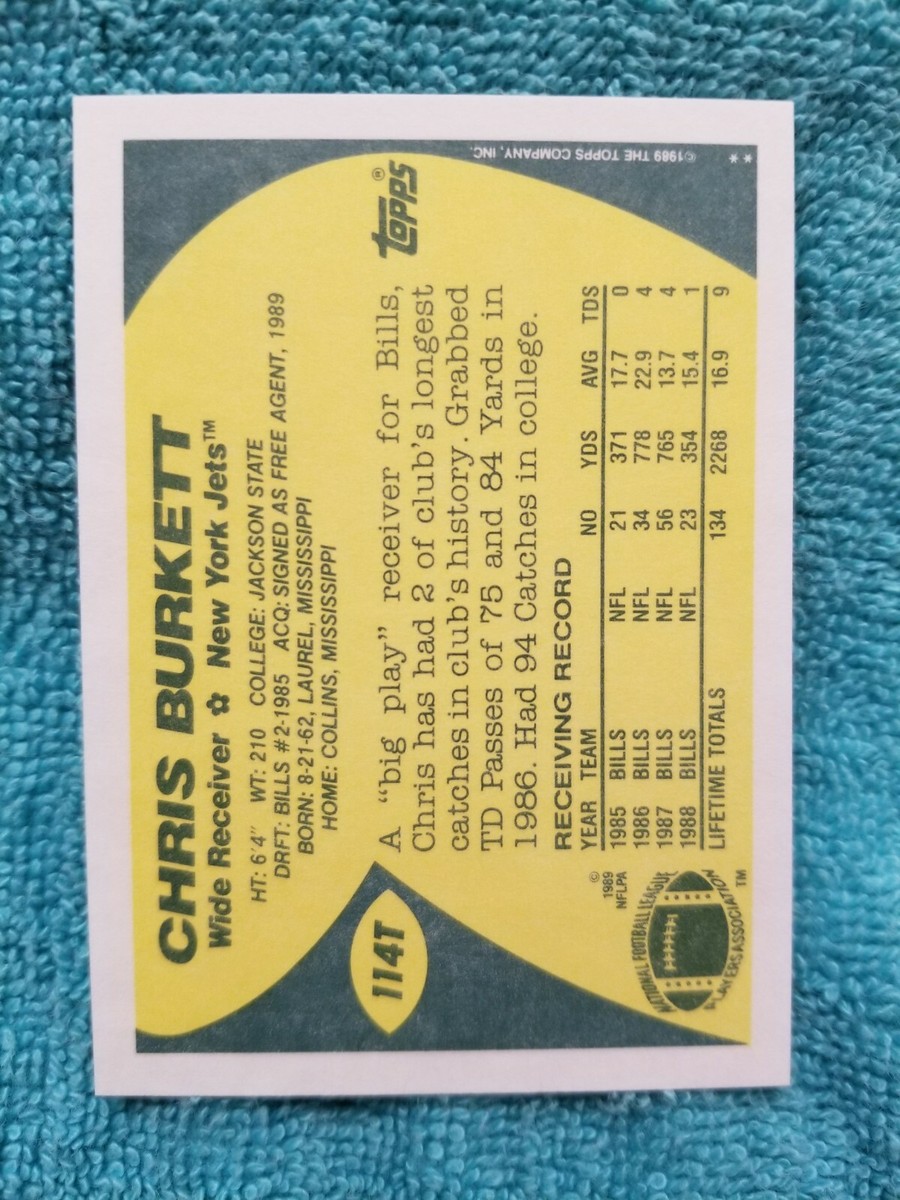 CHRIS BURKETT
Wide Receiver New York Jets™
HT: 6'4" WT: 210 COLLEGE: JACKSON STATE
DRFT: BILLS #2-1985 ACQ: SIGNED AS FREE AGENT, 1989
BORN: 8-21-62, LAUREL, MISSISSIPPI
HOME: COLLINS, MISSISSIPPI
114T
TOPPS®
A "big play" receiver for Bills,
Chris has had 2 of club's longest
catches in club's history. Grabbed
TD Passes of 75 and 84 Yards in
1986. Had 94 Catches in college.
RECEIVING RECORD
YEAR TEAM NO YDS AVG TDS
1985 BILLS NFL 21 371 17.7 0
1986 BILLS NFL 34 778 22.9 4
1987 BILLS NFL 56 765 13.7 4
1988 BILLS NFL 23 354 15.4 1
LIFETIME TOTALS 134 2268 16.9 9
©
1989
NFLPA
NATIONAL FOOTBALL LEAGUE
PLAYERS ASSOCIATION
TM
©1989 THE TOPPS COMPANY, INC.
**